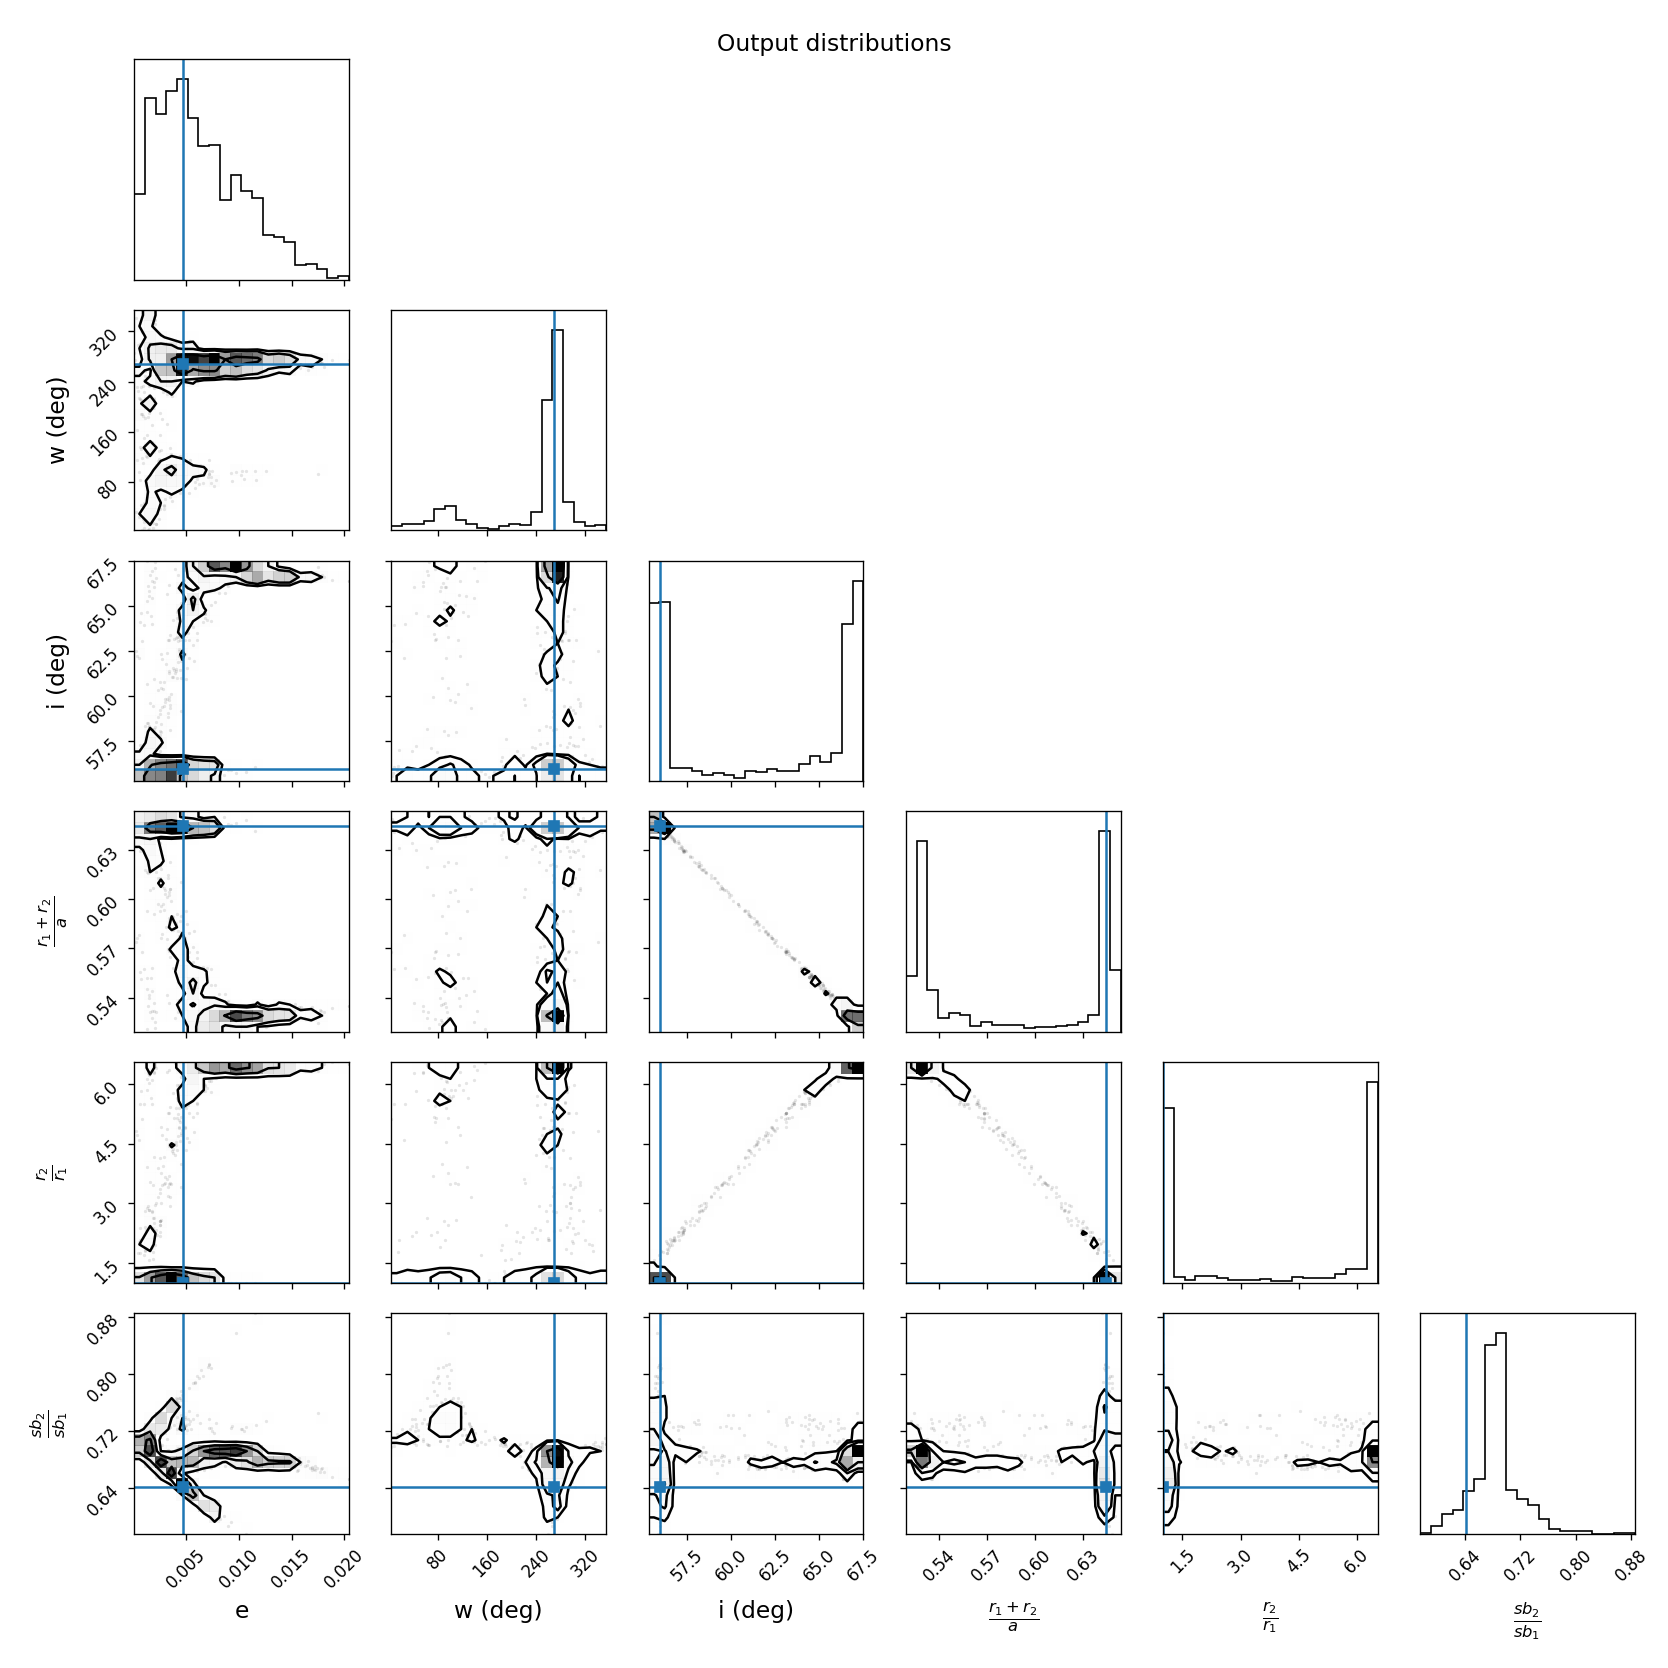 Output distributions
w (deg)
320
240
160
80
i (deg)
67.5
65.0
62.5
60.0
57.5
r₁ + r₂
a
0.63
0.60
0.57
0.54
r₂
r₁
6.0
4.5
3.0
1.5
sb₂
sb₁
0.88
0.80
0.72
0.64
0.005 0.010 0.015 0.020 80 160 240 320 57.5 60.0 62.5 65.0 67.5 0.54 0.57 0.60 0.63 1.5 3.0 4.5 6.0 0.64 0.72 0.80 0.88
e w (deg) i (deg) r₁ + r₂ r₂ sb₂
a r₁ sb₁